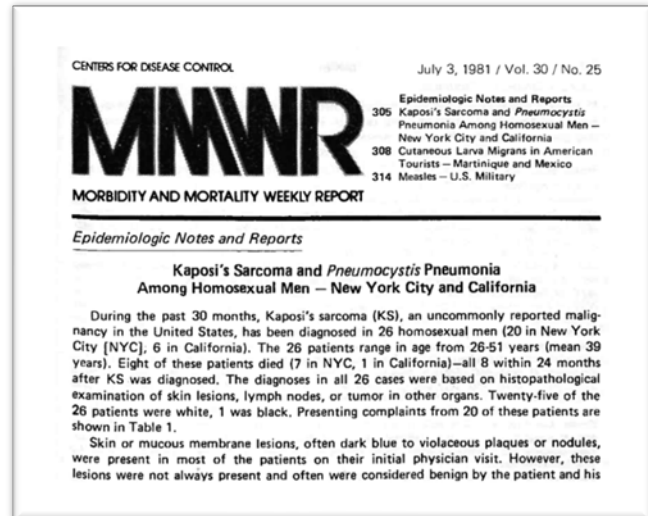 CENTERS FOR DISEASE CONTROL
July 3, 1981 / Vol. 30 / No. 25
MMWR
MORBIDITY AND MORTALITY WEEKLY REPORT
Epidemiologic Notes and Reports
305 Kaposi's Sarcoma and Pneumocystis
Pneumonia Among Homosexual Men –
New York City and California
308 Cutaneous Larva Migrans in American
Tourists – Martinique and Mexico
314 Measles – U.S. Military
Epidemiologic Notes and Reports
Kaposi's Sarcoma and Pneumocystis Pneumonia
Among Homosexual Men – New York City and California
During the past 30 months, Kaposi's sarcoma (KS), an uncommonly reported malig-
nancy in the United States, has been diagnosed in 26 homosexual men (20 in New York
City [NYC]; 6 in California). The 26 patients range in age from 26-51 years (mean 39
years). Eight of these patients died (7 in NYC, 1 in California)—all 8 within 24 months
after KS was diagnosed. The diagnoses in all 26 cases were based on histopathological
examination of skin lesions, lymph nodes, or tumor in other organs. Twenty-five of the
26 patients were white, 1 was black. Presenting complaints from 20 of these patients are
shown in Table 1.
Skin or mucous membrane lesions, often dark blue to violaceous plaques or nodules,
were present in most of the patients on their initial physician visit. However, these
lesions were not always present and often were considered benign by the patient and his